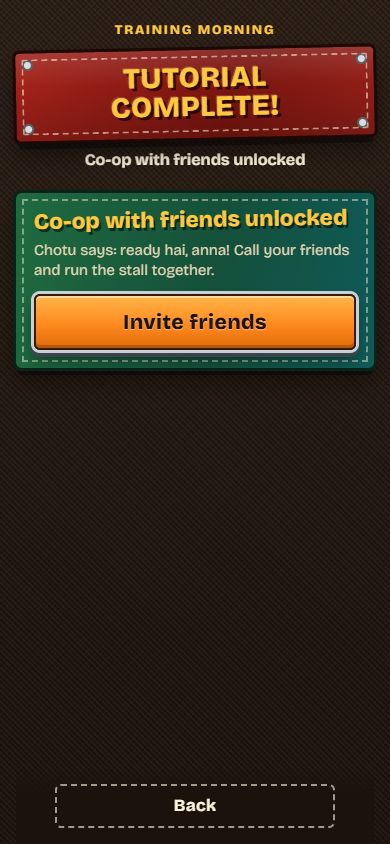 TRAINING MORNING
TUTORIAL
COMPLETE!
Co-op with friends unlocked
Co-op with friends unlocked
Chotu says: ready hai, anna! Call your friends
and run the stall together.
Invite friends
Back